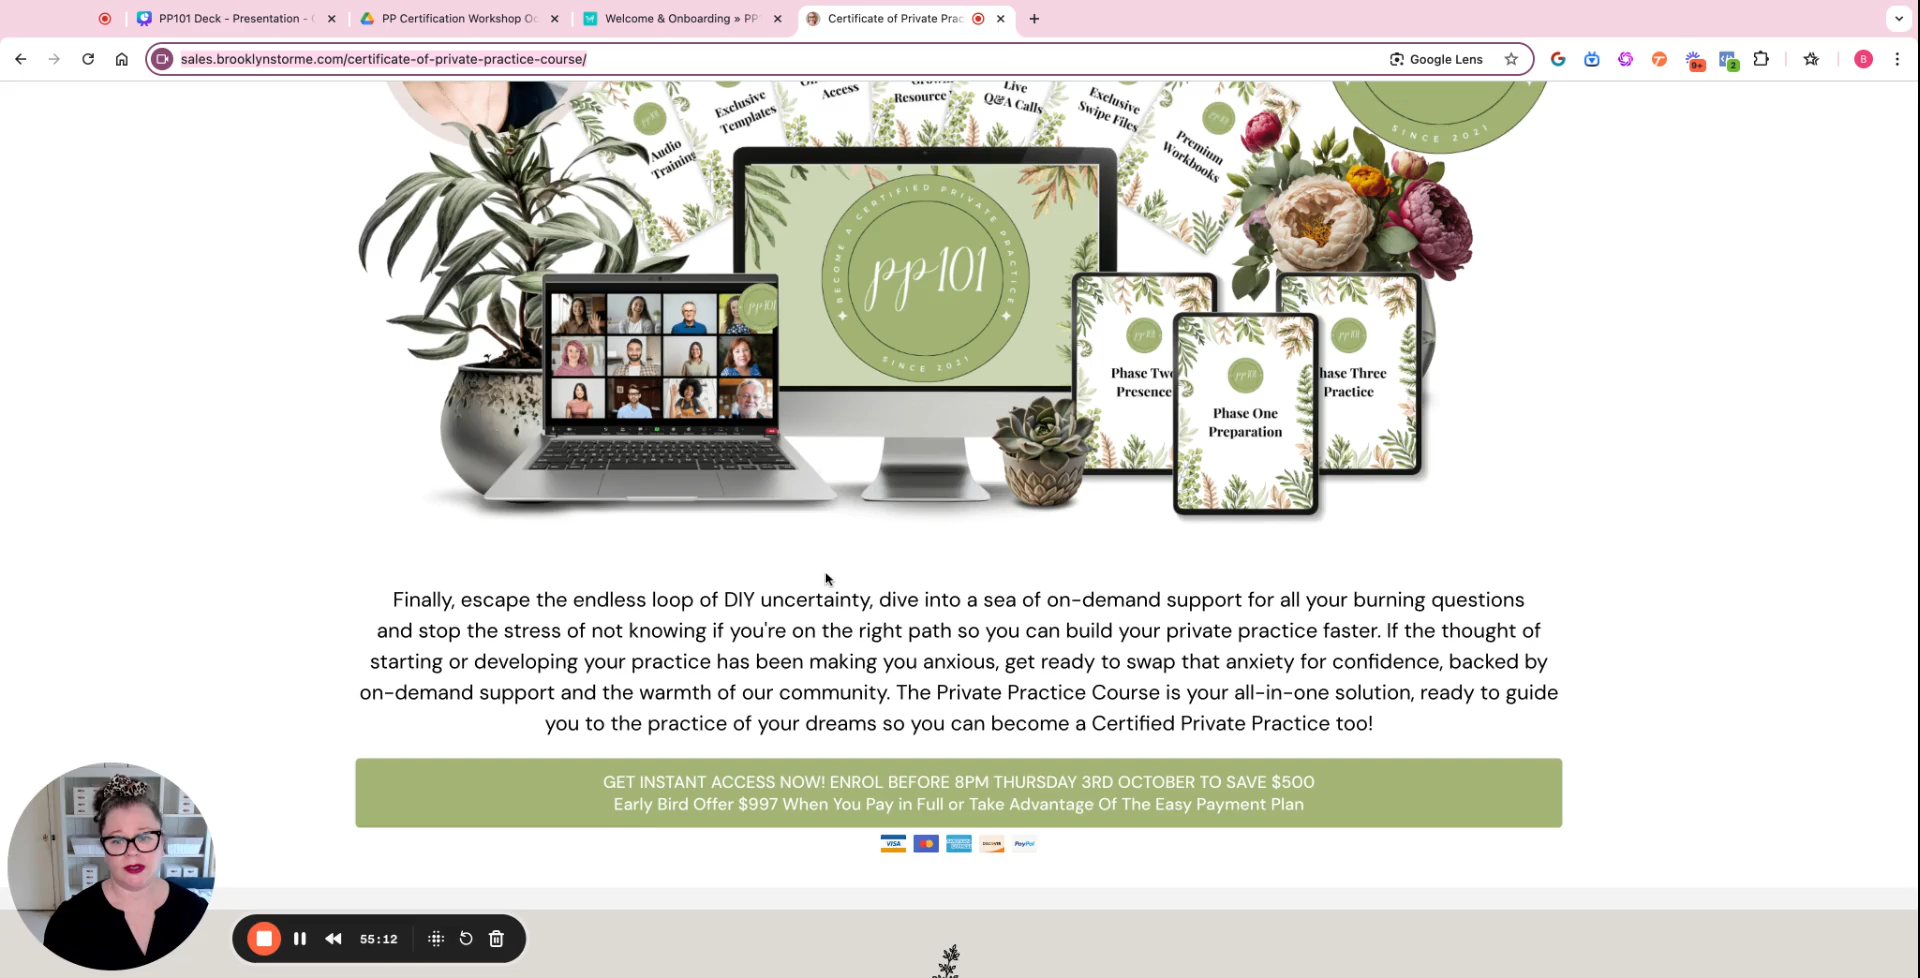 PP101 Deck - Presentation -
PP Certification Workshop Oc
Welcome & Onboarding » PP
Certificate of Private Prac
sales.brooklynstorme.com/certificate-of-private-practice-course/
Google Lens
9+
2
B
Audio
Training
Exclusive
Templates
Access
Resource
Live
Q&A Calls
Exclusive
Swipe Files
Premium
Workbooks
SINCE 2021
BECOME A CERTIFIED PRIVATE PRACTICE
pp101
SINCE 2021
pp101
Phase Two
Presence
Phase One
Preparation
hase Three
Practice
Finally, escape the endless loop of DIY uncertainty, dive into a sea of on-demand support for all your burning questions
and stop the stress of not knowing if you're on the right path so you can build your private practice faster. If the thought of
starting or developing your practice has been making you anxious, get ready to swap that anxiety for confidence, backed by
on-demand support and the warmth of our community. The Private Practice Course is your all-in-one solution, ready to guide
you to the practice of your dreams so you can become a Certified Private Practice too!
GET INSTANT ACCESS NOW! ENROL BEFORE 8PM THURSDAY 3RD OCTOBER TO SAVE $500
Early Bird Offer $997 When You Pay in Full or Take Advantage Of The Easy Payment Plan
VISA
DISCOVER
PayPal
55:12